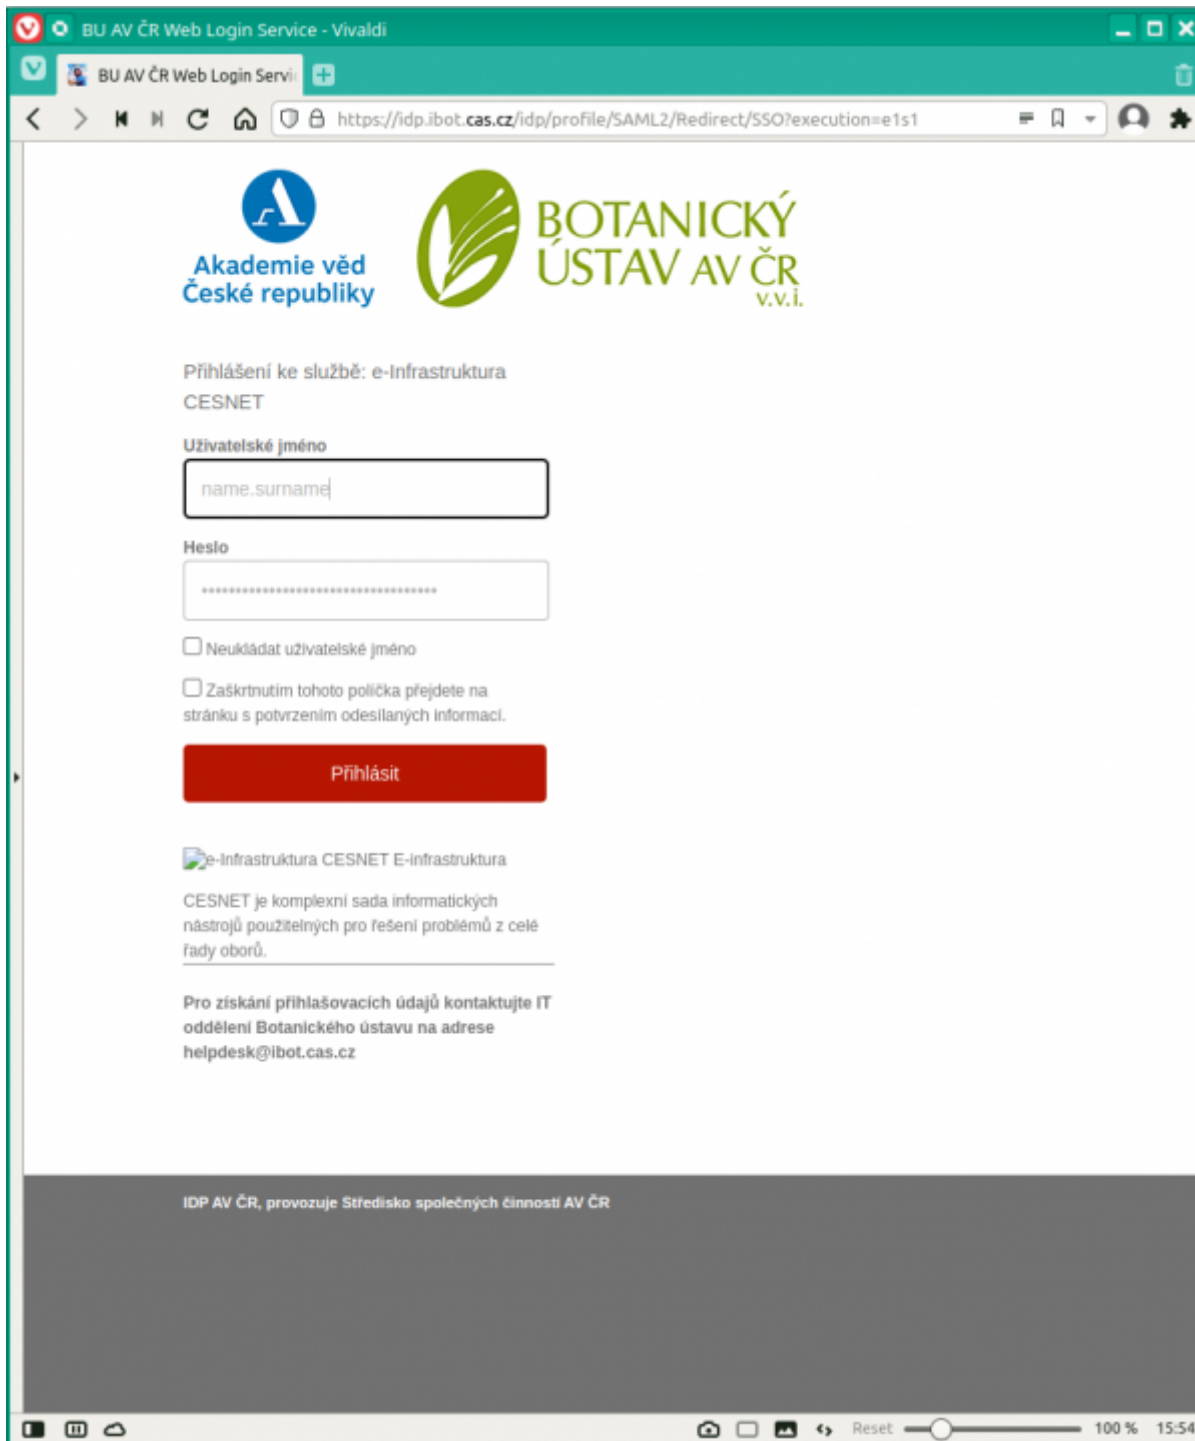 BU AV ČR Web Login Service - Vivaldi
BU AV ČR Web Login Servi
https://idp.ibot.cas.cz/idp/profile/SAML2/Redirect/SSO?execution=e1s1
Akademie věd
České republiky
BOTANICKÝ
ÚSTAV AV ČR
v.v.i.
Přihlášení ke službě: e-Infrastruktura
CESNET
Uživatelské jméno
name.surname
Heslo
Neukládat uživatelské jméno
Zaškrtnutím tohoto políčka přejdete na
stránku s potvrzením odesílaných informací.
Přihlásit
e-Infrastruktura CESNET E-infrastruktura
CESNET je komplexní sada informatických
nástrojů použitelných pro řešení problémů z celé
řady oborů.
Pro získání přihlašovacích údajů kontaktujte IT
oddělení Botanického ústavu na adrese
helpdesk@ibot.cas.cz
IDP AV ČR, provozuje Středisko společných činností AV ČR
Reset 100 % 15:54